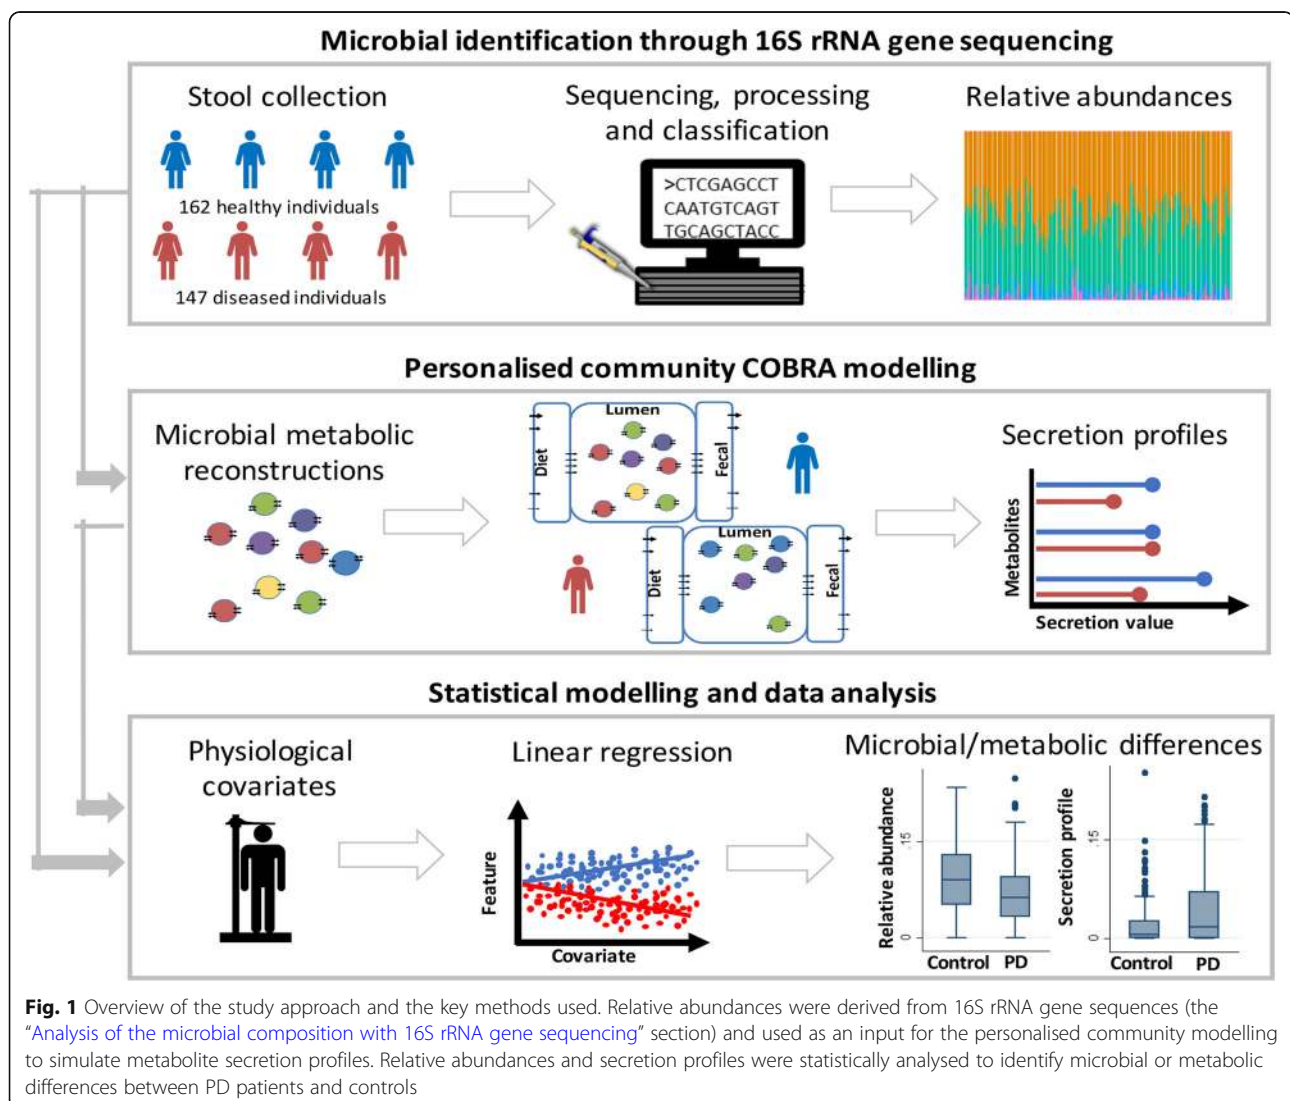 Microbial identification through 16S rRNA gene sequencing
Stool collection
162 healthy individuals
147 diseased individuals
Sequencing, processing
and classification
>CTCGAGCCT
CAATGTCAGT
TGCAGCTACC
Relative abundances
Personalised community COBRA modelling
Microbial metabolic
reconstructions
Diet
Lumen
Fecal
Diet
Lumen
Fecal
Secretion profiles
Metabolites
Secretion value
Statistical modelling and data analysis
Physiological
covariates
Linear regression
Feature
Covariate
Microbial/metabolic differences
Relative abundance
15
0
Control PD
Secretion profile
15
0
Control PD
Fig. 1 Overview of the study approach and the key methods used. Relative abundances were derived from 16S rRNA gene sequences (the
“Analysis of the microbial composition with 16S rRNA gene sequencing” section) and used as an input for the personalised community modelling
to simulate metabolite secretion profiles. Relative abundances and secretion profiles were statistically analysed to identify microbial or metabolic
differences between PD patients and controls